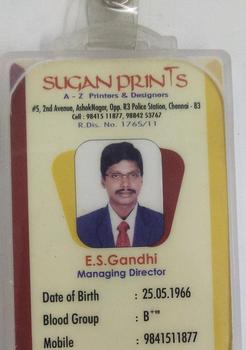 SUGAN PRINTS
A - Z Printers & Designers
#5, 2nd Avenue, AshokNagar, Opp. R3 Police Station, Chennai - 83
Cell : 98415 11877, 98842 53767
R.Dis. No. 1765/11
E.S.Gandhi
Managing Director
Date of Birth : 25.05.1966
Blood Group : B+ve
Mobile : 9841511877